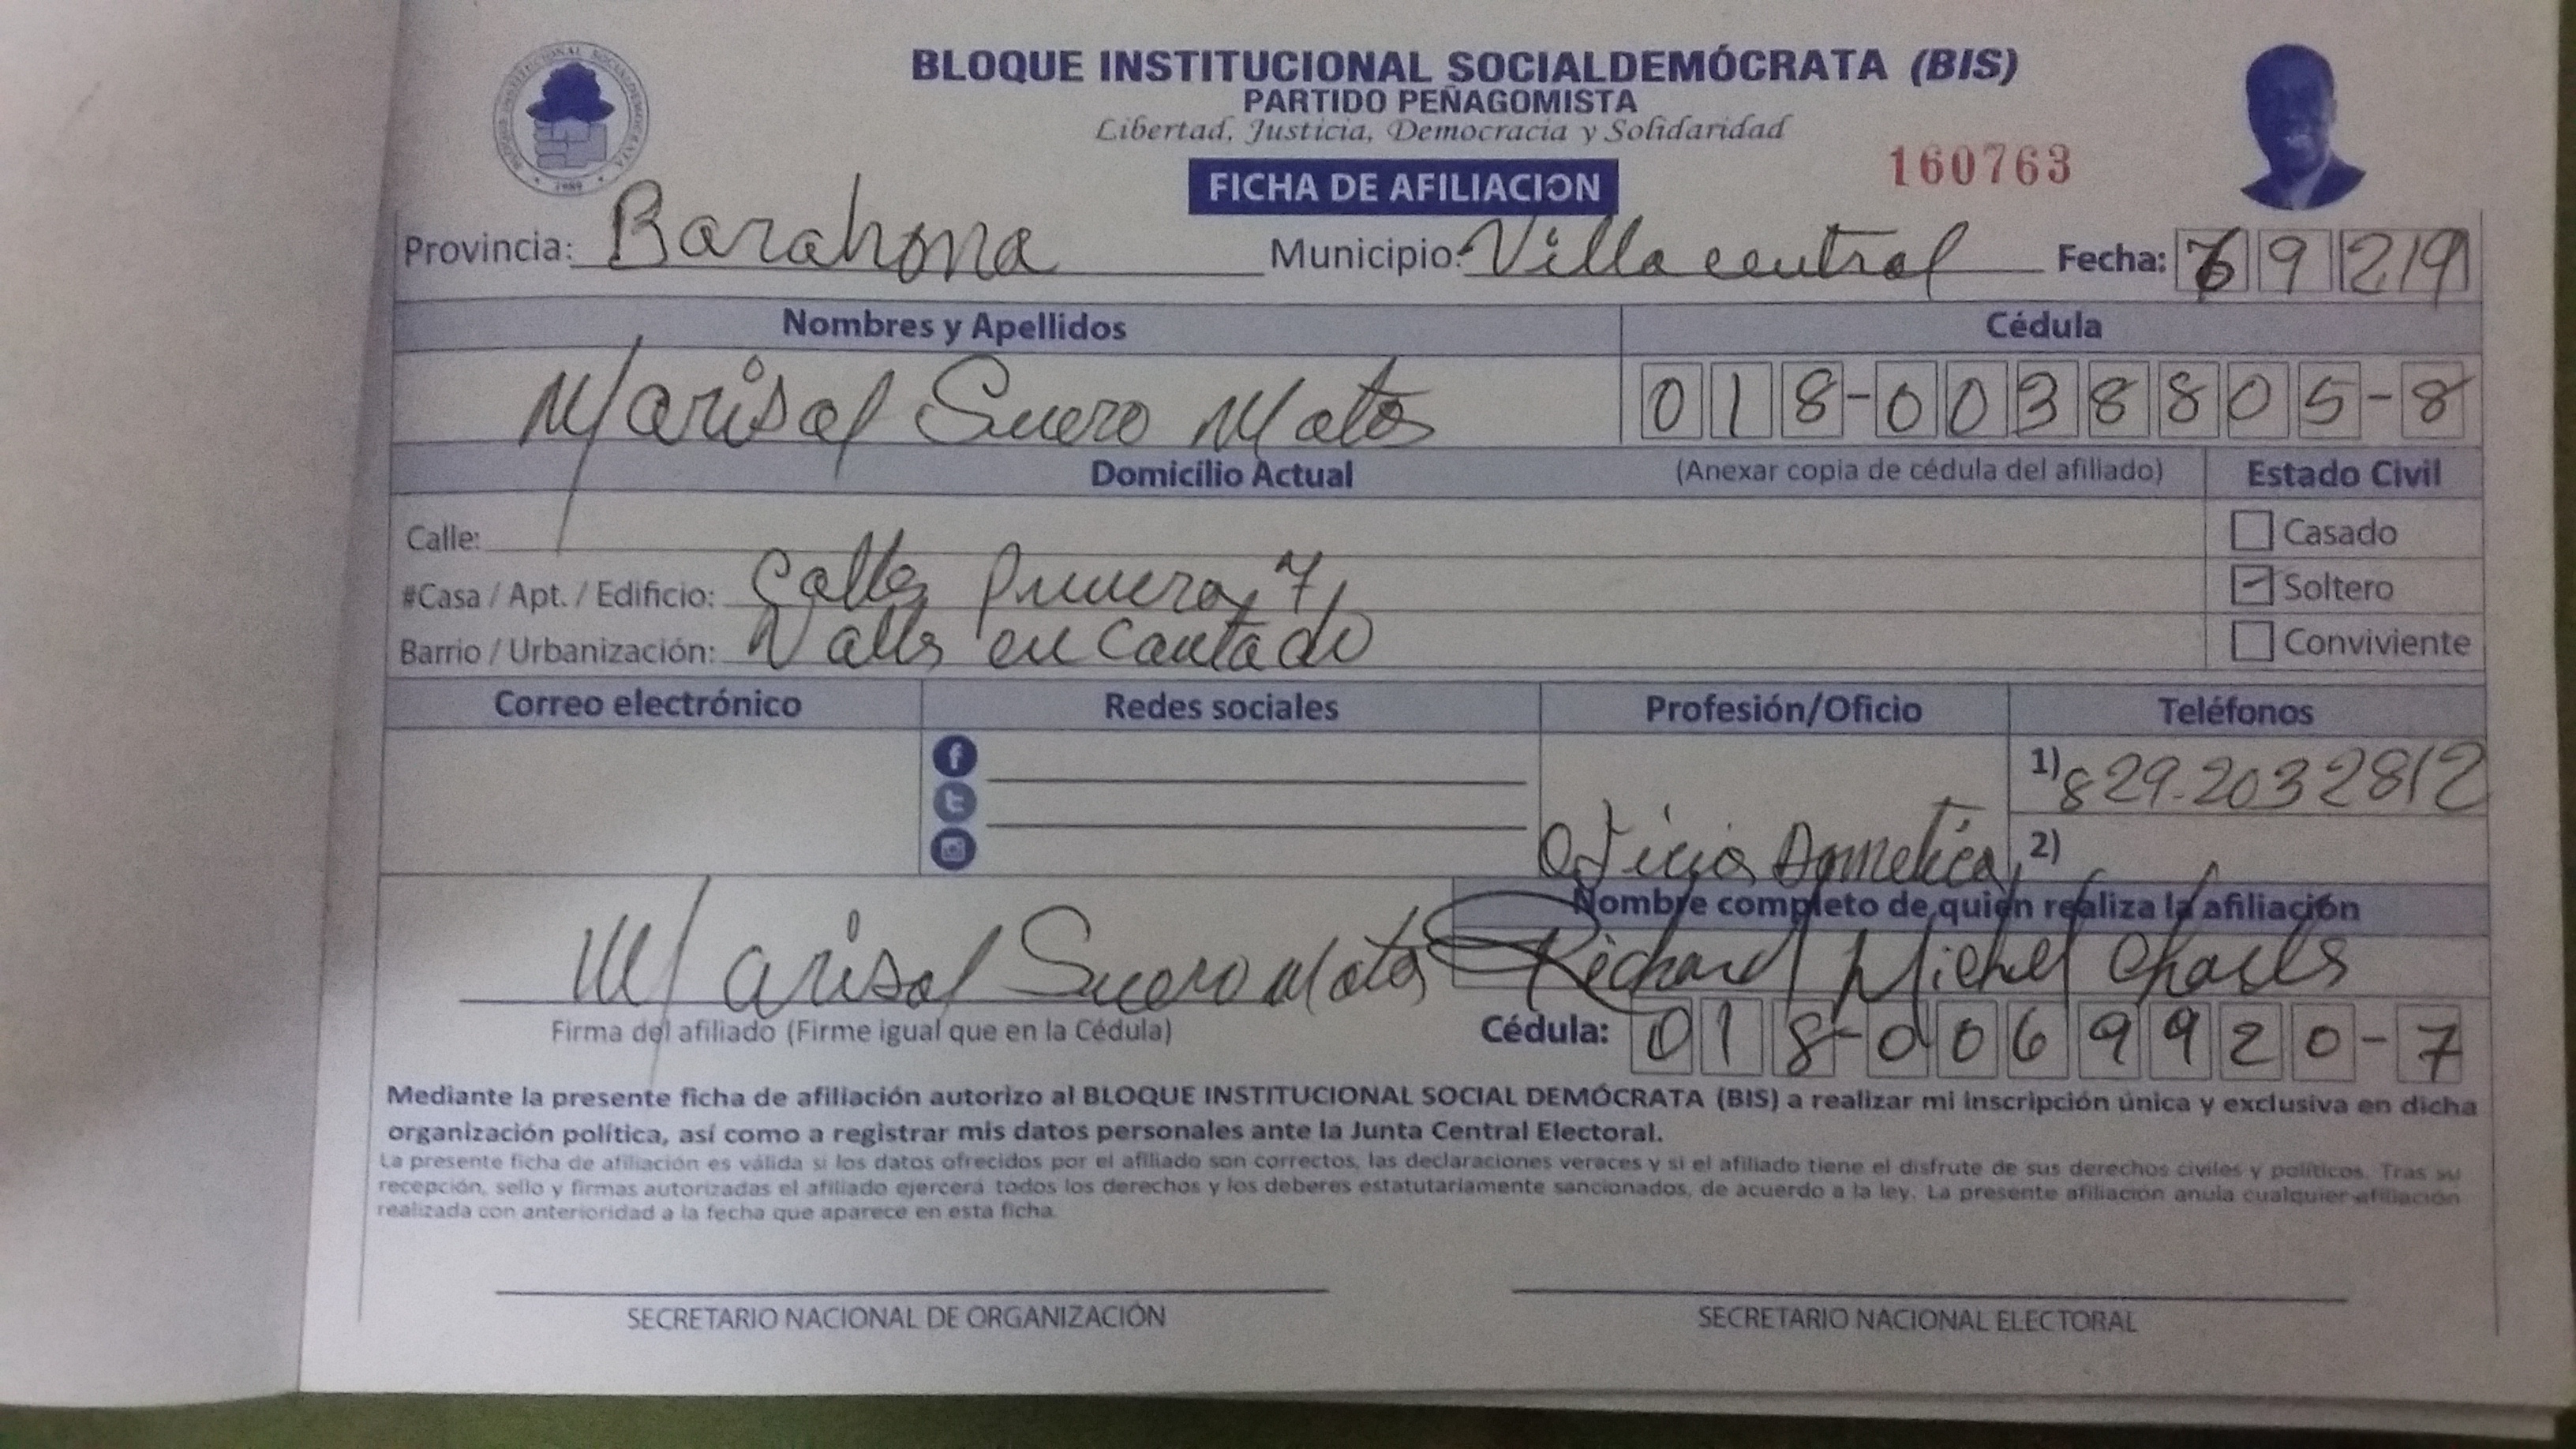 BLOQUE INSTITUCIONAL SOCIALDEMÓCRATA (BIS)
PARTIDO PEÑAGOMISTA
Libertad, Justicia, Democracia y Solidaridad
BLOQUE INSTITUCIONAL SOCIALDEMOCRATA
1989
FICHA DE AFILIACIÓN
160763
Provincia: Barahona Municipio: Villa central Fecha: 6 9 2 19
Nombres y Apellidos Cédula
Marisol Suero Matos 018-0038805-8
Domicilio Actual (Anexar copia de cédula del afiliado) Estado Civil
Calle: Casado
#Casa / Apt. / Edificio: Calle Primera, 7, Soltero
Barrio / Urbanización: Valle encantado Conviviente
Correo electrónico Redes sociales Profesión/Oficio Teléfonos
1) 829-2032812
Oficio Dometica 2)
Nombre completo de quien realiza la afiliación
Marisol Suero Matos Richard Michel Charls
Firma del afiliado (Firme igual que en la Cédula) Cédula: 018-0069920-7
Mediante la presente ficha de afiliación autorizo al BLOQUE INSTITUCIONAL SOCIAL DEMÓCRATA (BIS) a realizar mi inscripción única y exclusiva en dicha
organización política, así como a registrar mis datos personales ante la Junta Central Electoral.
La presente ficha de afiliación es válida si los datos ofrecidos por el afiliado son correctos, las declaraciones veraces y si el afiliado tiene el disfrute de sus derechos civiles y políticos. Tras su
recepción, sello y firmas autorizadas el afiliado ejercerá todos los derechos y los deberes estatutariamente sancionados, de acuerdo a la ley. La presente afiliación anula cualquier afiliación
realizada con anterioridad a la fecha que aparece en esta ficha.
SECRETARIO NACIONAL DE ORGANIZACIÓN SECRETARIO NACIONAL ELECTORAL